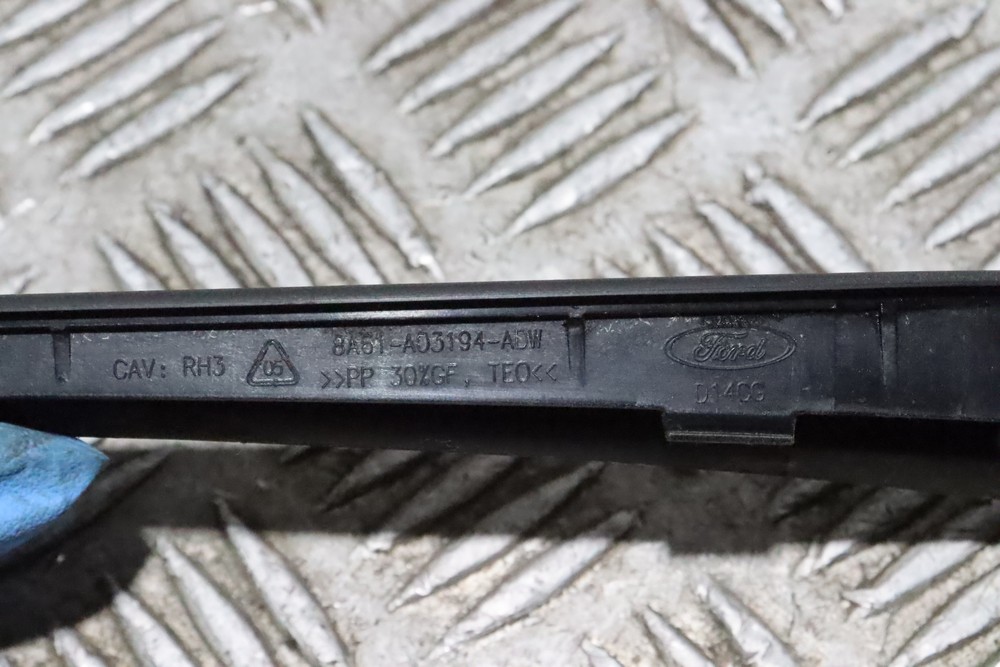 8A61-A03194-ADW
CAV: RH3
05
>>PP 30%GF, TEO<<
Ford
D14CG